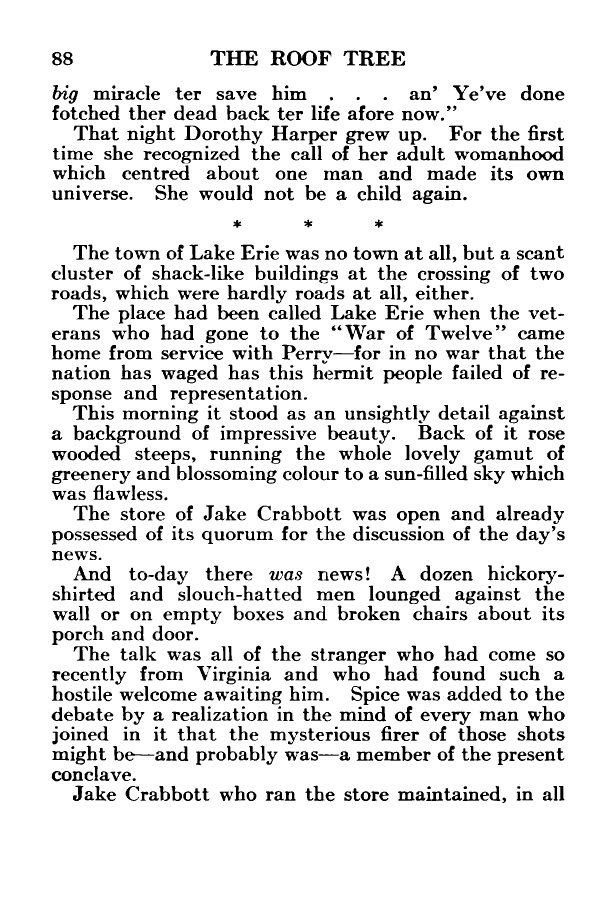 88 THE ROOF TREE
big miracle ter save him . . . an' Ye've done
fotched ther dead back ter life afore now."
That night Dorothy Harper grew up. For the first
time she recognized the call of her adult womanhood
which centred about one man and made its own
universe. She would not be a child again.
* * *
The town of Lake Erie was no town at all, but a scant
cluster of shack-like buildings at the crossing of two
roads, which were hardly roads at all, either.
The place had been called Lake Erie when the vet-
erans who had gone to the "War of Twelve" came
home from service with Perry—for in no war that the
nation has waged has this hermit people failed of re-
sponse and representation.
This morning it stood as an unsightly detail against
a background of impressive beauty. Back of it rose
wooded steeps, running the whole lovely gamut of
greenery and blossoming colour to a sun-filled sky which
was flawless.
The store of Jake Crabbott was open and already
possessed of its quorum for the discussion of the day's
news.
And to-day there was news! A dozen hickory-
shirted and slouch-hatted men lounged against the
wall or on empty boxes and broken chairs about its
porch and door.
The talk was all of the stranger who had come so
recently from Virginia and who had found such a
hostile welcome awaiting him. Spice was added to the
debate by a realization in the mind of every man who
joined in it that the mysterious firer of those shots
might be—and probably was—a member of the present
conclave.
Jake Crabbott who ran the store maintained, in all